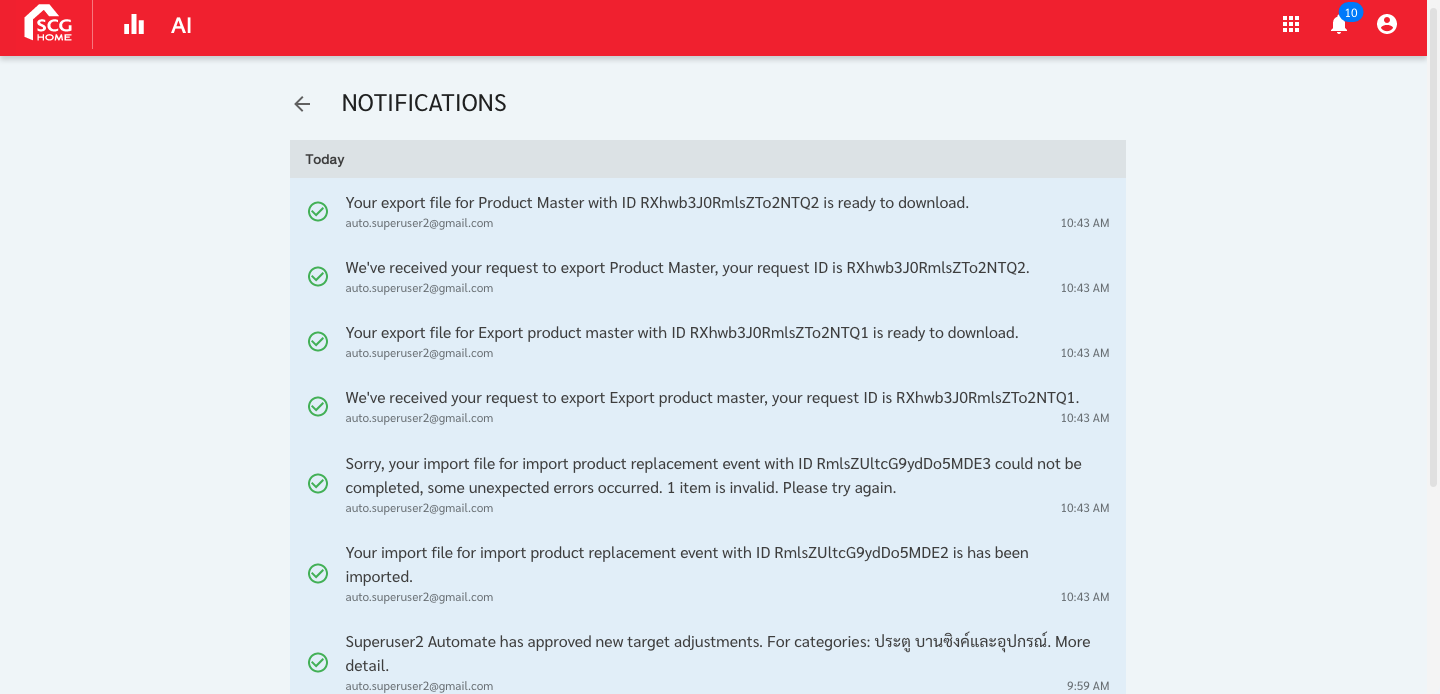 SCG
HOME
AI
10
NOTIFICATIONS
Today
Your export file for Product Master with ID RXhwb3J0RmlsZTo2NTQ2 is ready to download.
auto.superuser2@gmail.com 10:43 AM
We've received your request to export Product Master, your request ID is RXhwb3J0RmlsZTo2NTQ2.
auto.superuser2@gmail.com 10:43 AM
Your export file for Export product master with ID RXhwb3J0RmlsZTo2NTQ1 is ready to download.
auto.superuser2@gmail.com 10:43 AM
We've received your request to export Export product master, your request ID is RXhwb3J0RmlsZTo2NTQ1.
auto.superuser2@gmail.com 10:43 AM
Sorry, your import file for import product replacement event with ID RmlsZUltcG9ydDo5MDE3 could not be
completed, some unexpected errors occurred. 1 item is invalid. Please try again.
auto.superuser2@gmail.com 10:43 AM
Your import file for import product replacement event with ID RmlsZUltcG9ydDo5MDE2 is has been
imported.
auto.superuser2@gmail.com 10:43 AM
Superuser2 Automate has approved new target adjustments. For categories: ประตู บานซิงค์และอุปกรณ์. More
detail.
auto.superuser2@gmail.com 9:59 AM